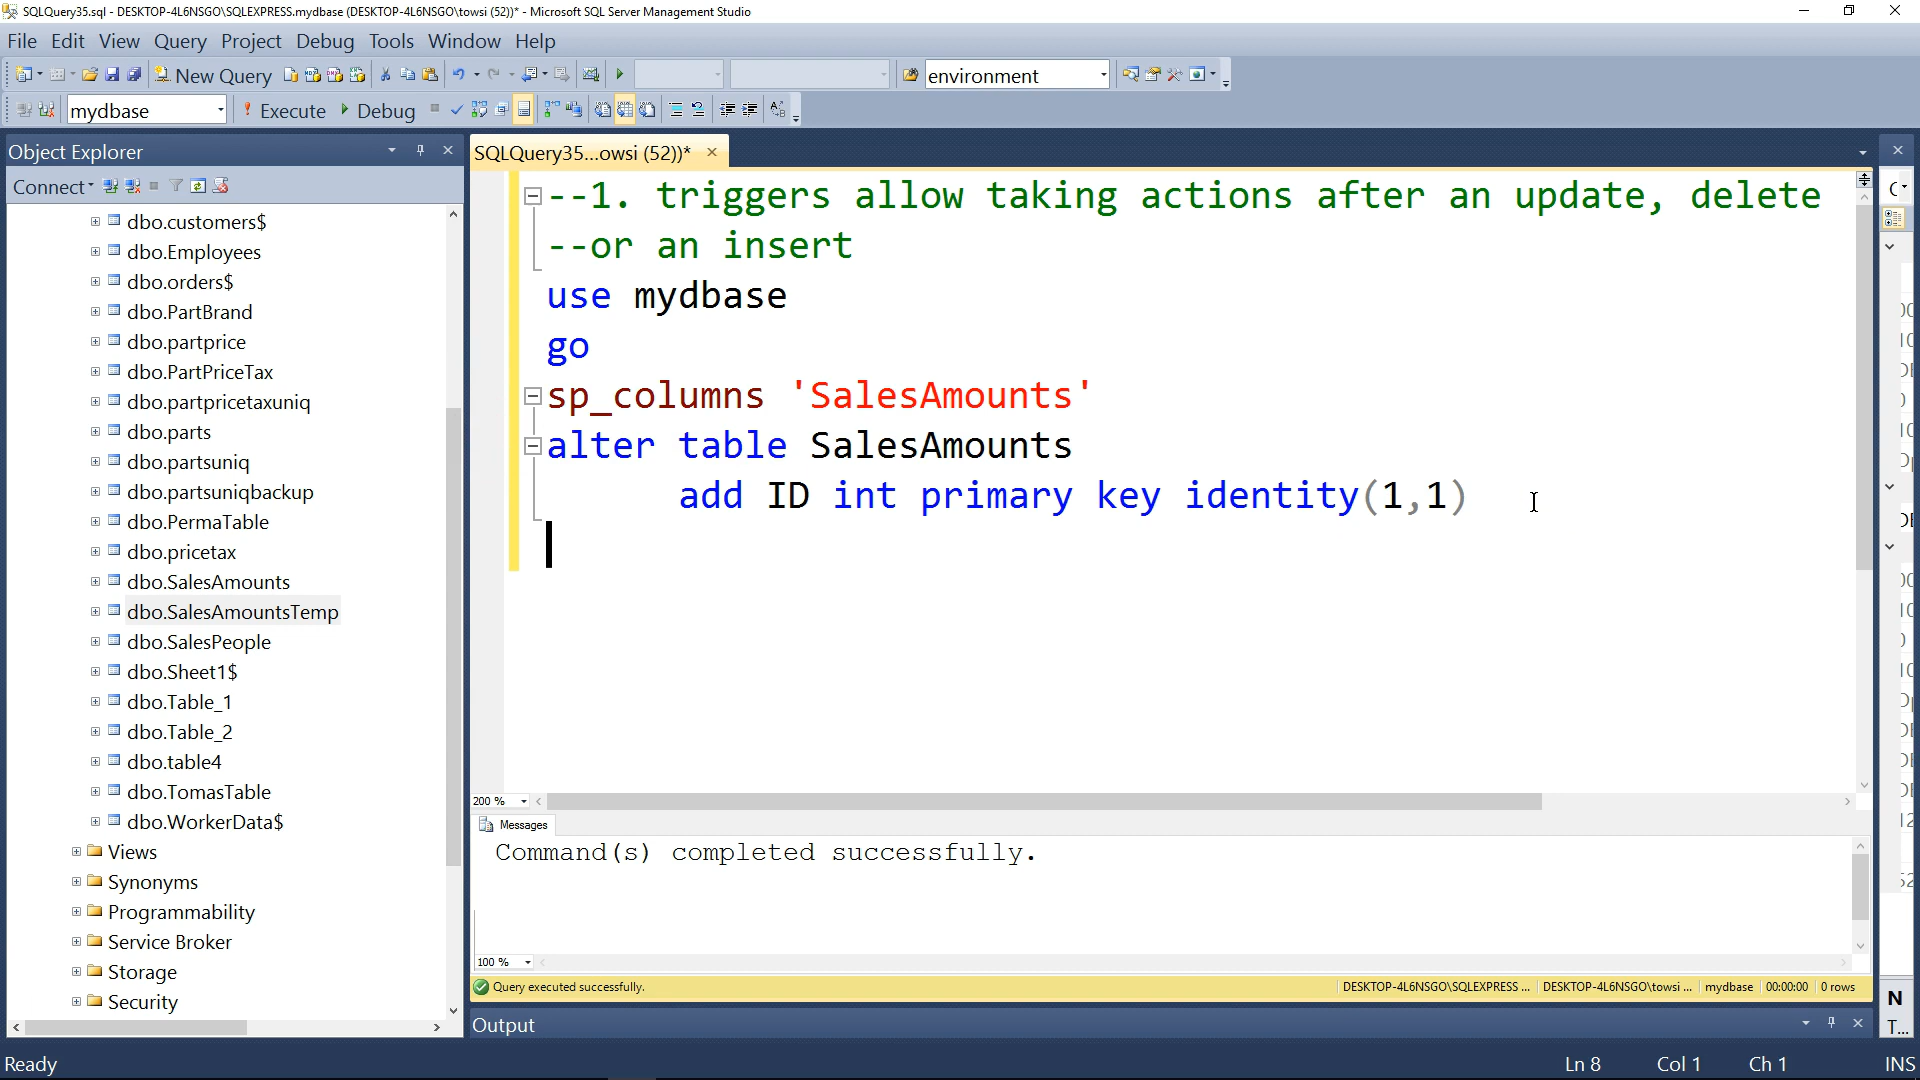 SQLQuery35.sql - DESKTOP-4L6NSGO\SQLEXPRESS.mydbase (DESKTOP-4L6NSGO\towsi (52))* - Microsoft SQL Server Management Studio
File Edit View Query Project Debug Tools Window Help
New Query environment
mydbase Execute Debug
Object Explorer
Connect
dbo.customers$
dbo.Employees
dbo.orders$
dbo.PartBrand
dbo.partprice
dbo.PartPriceTax
dbo.partpricetaxuniq
dbo.parts
dbo.partsuniq
dbo.partsuniqbackup
dbo.PermaTable
dbo.pricetax
dbo.SalesAmounts
dbo.SalesAmountsTemp
dbo.SalesPeople
dbo.Sheet1$
dbo.Table_1
dbo.Table_2
dbo.table4
dbo.TomasTable
dbo.WorkerData$
Views
Synonyms
Programmability
Service Broker
Storage
Security
SQLQuery35...owsi (52))*
--1. triggers allow taking actions after an update, delete
--or an insert
use mydbase
go
sp_columns 'SalesAmounts'
alter table SalesAmounts
add ID int primary key identity(1,1)
200 %
Messages
Command(s) completed successfully.
100 %
Query executed successfully. DESKTOP-4L6NSGO\SQLEXPRESS ... DESKTOP-4L6NSGO\towsi ... mydbase 00:00:00 0 rows
Output
N
T...
Ready Ln 8 Col 1 Ch 1 INS